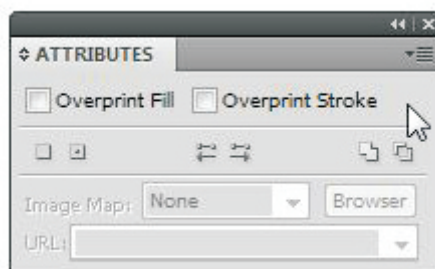 ATTRIBUTES
Overprint Fill Overprint Stroke
Image Map: None Browser
URL: